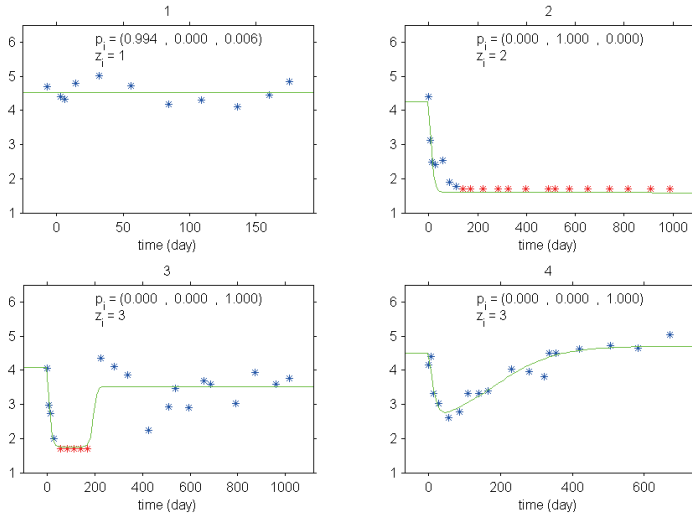 1
p_i = (0.994 , 0.000 , 0.006)
z_i = 1
6
5
4
3
2
1
0 50 100 150
time (day)
2
p_i = (0.000 , 1.000 , 0.000)
z_i = 2
6
5
4
3
2
1
0 200 400 600 800 1000
time (day)
3
p_i = (0.000 , 0.000 , 1.000)
z_i = 3
6
5
4
3
2
1
0 200 400 600 800 1000
time (day)
4
p_i = (0.000 , 0.000 , 1.000)
z_i = 3
6
5
4
3
2
1
0 200 400 600
time (day)